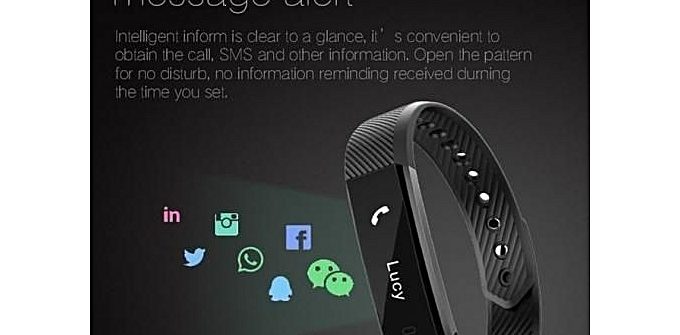 message alert
Intelligent inform is clear to a glance, it's convenient to
obtain the call, SMS and other information. Open the pattern
for no disturb, no information reminding received durning
the time you set.
in
f
Lucy